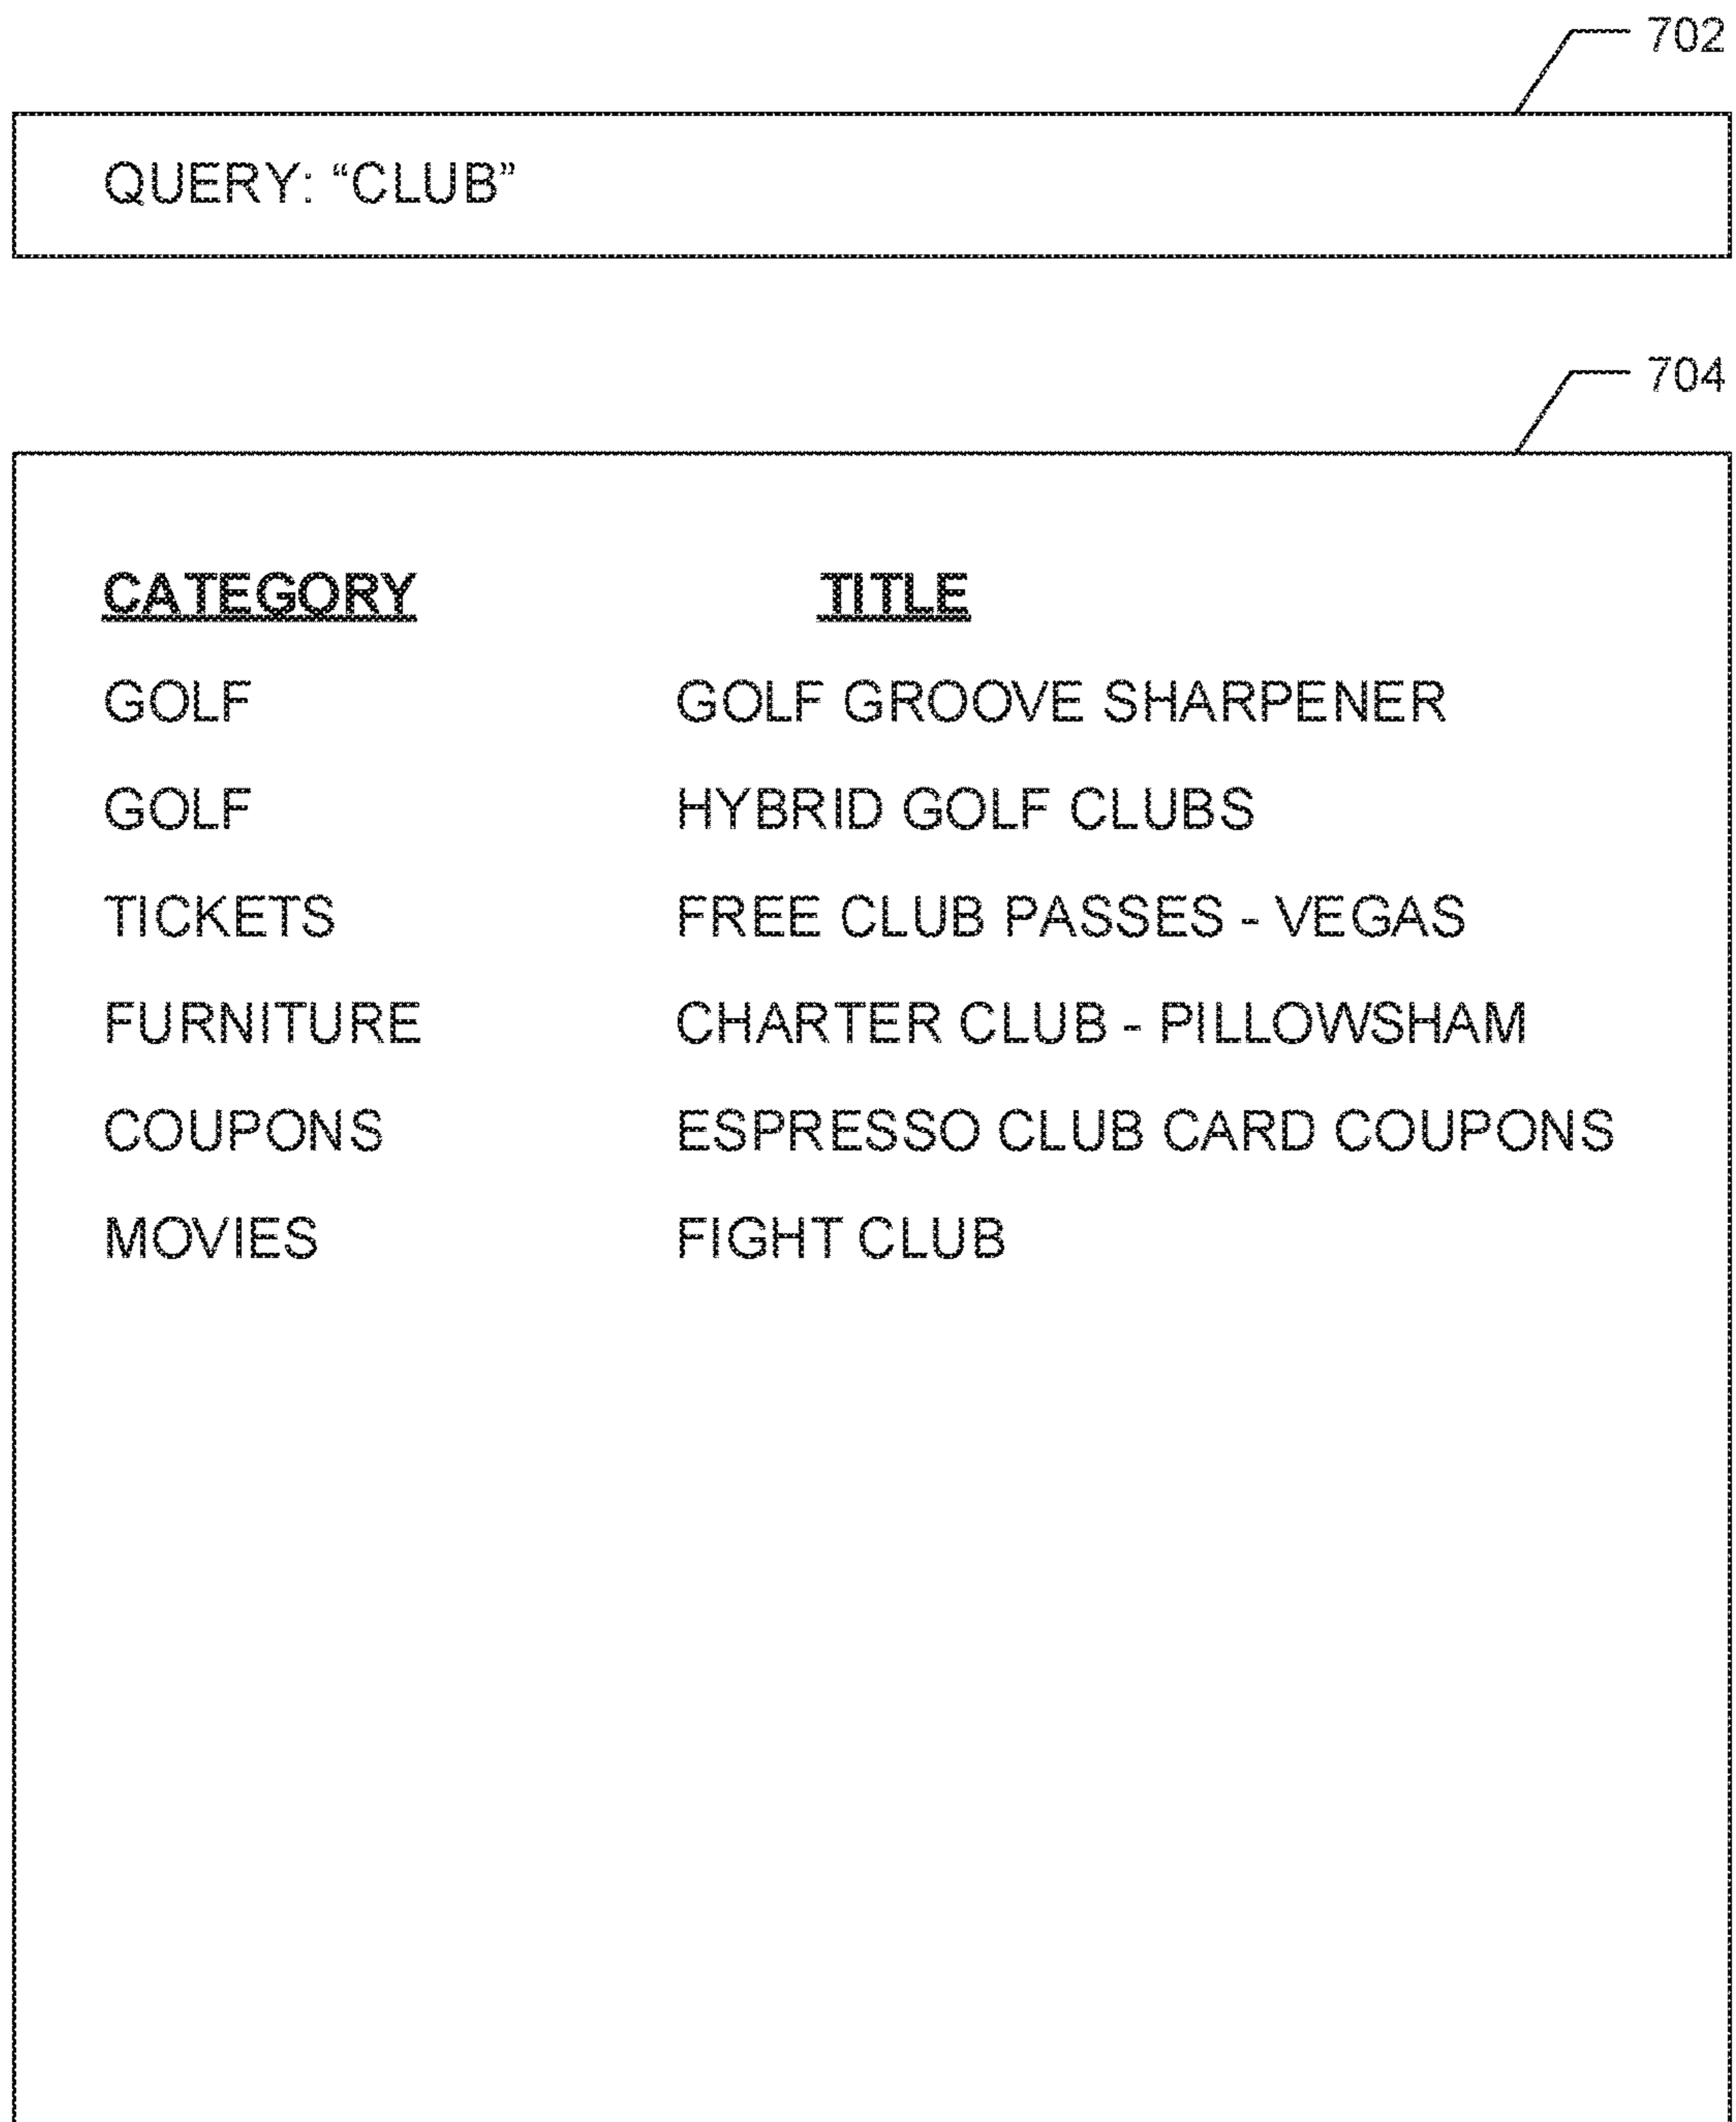 702
QUERY: “CLUB”
704
CATEGORY TITLE
GOLF GOLF GROOVE SHARPENER
GOLF HYBRID GOLF CLUBS
TICKETS FREE CLUB PASSES - VEGAS
FURNITURE CHARTER CLUB - PILLOWSHAM
COUPONS ESPRESSO CLUB CARD COUPONS
MOVIES FIGHT CLUB